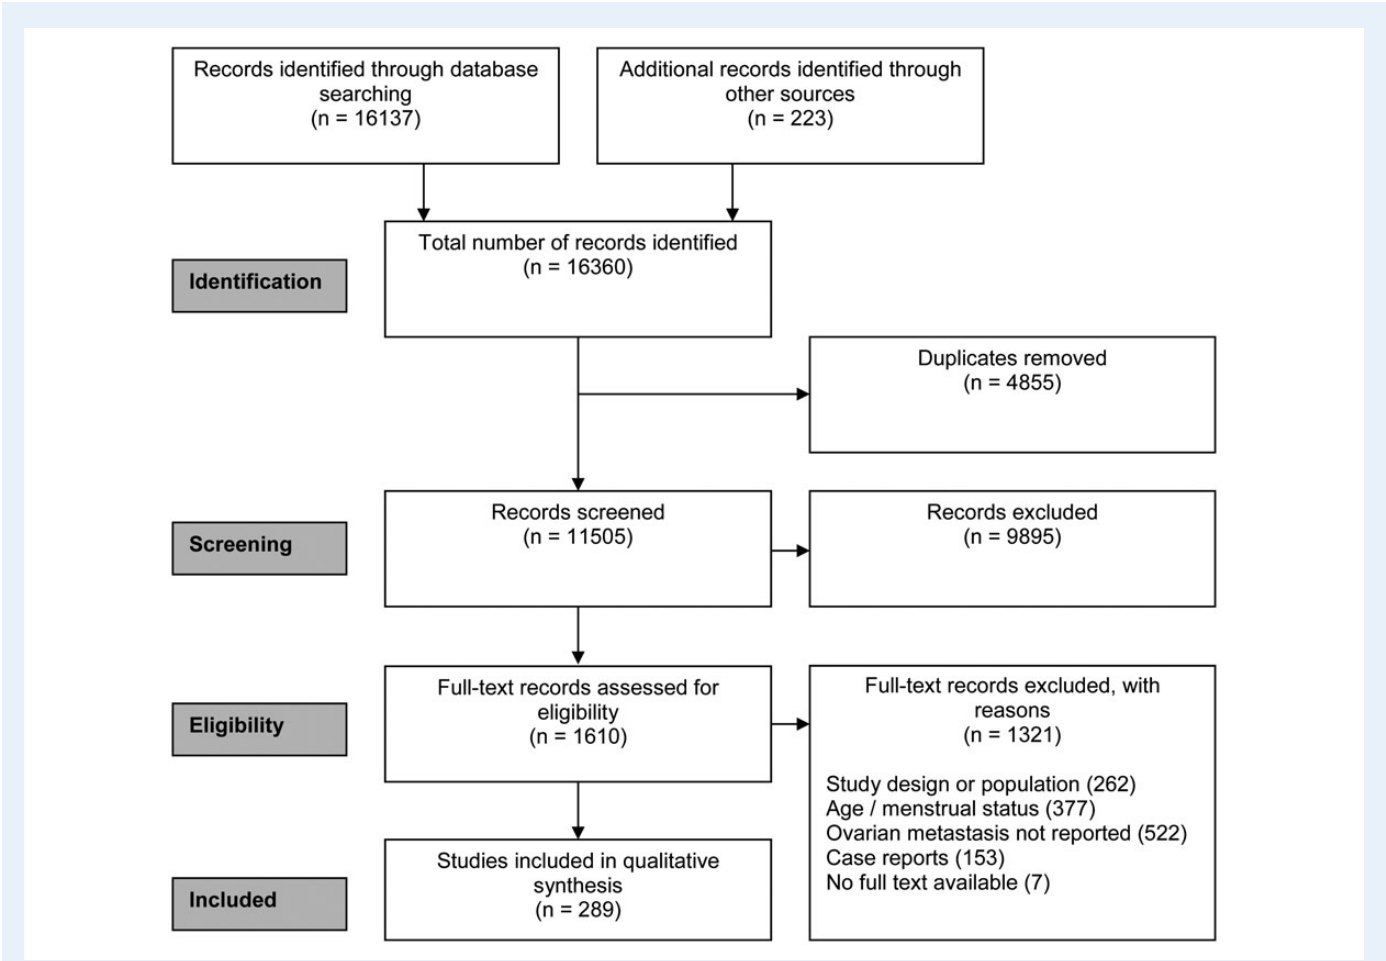 Records identified through database
searching
(n = 16137)
Additional records identified through
other sources
(n = 223)
Total number of records identified
(n = 16360)
Identification
Duplicates removed
(n = 4855)
Records screened
(n = 11505)
Records excluded
(n = 9895)
Screening
Full-text records assessed for
eligibility
(n = 1610)
Full-text records excluded, with
reasons
(n = 1321)
Study design or population (262)
Age / menstrual status (377)
Ovarian metastasis not reported (522)
Case reports (153)
No full text available (7)
Eligibility
Studies included in qualitative
synthesis
(n = 289)
Included